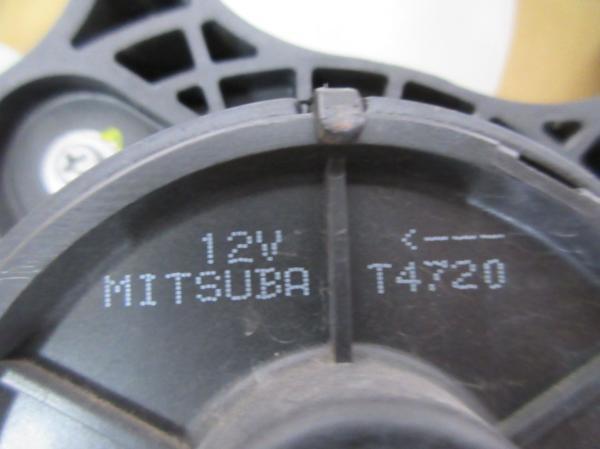 12V <----
MITSUBA T4720